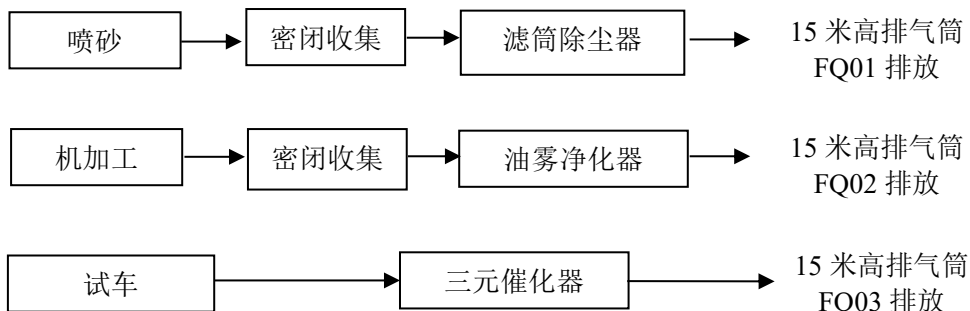 喷砂
密闭收集
滤筒除尘器
15 米高排气筒
FQ01 排放
机加工
密闭收集
油雾净化器
15 米高排气筒
FQ02 排放
试车
三元催化器
15 米高排气筒
FQ03 排放